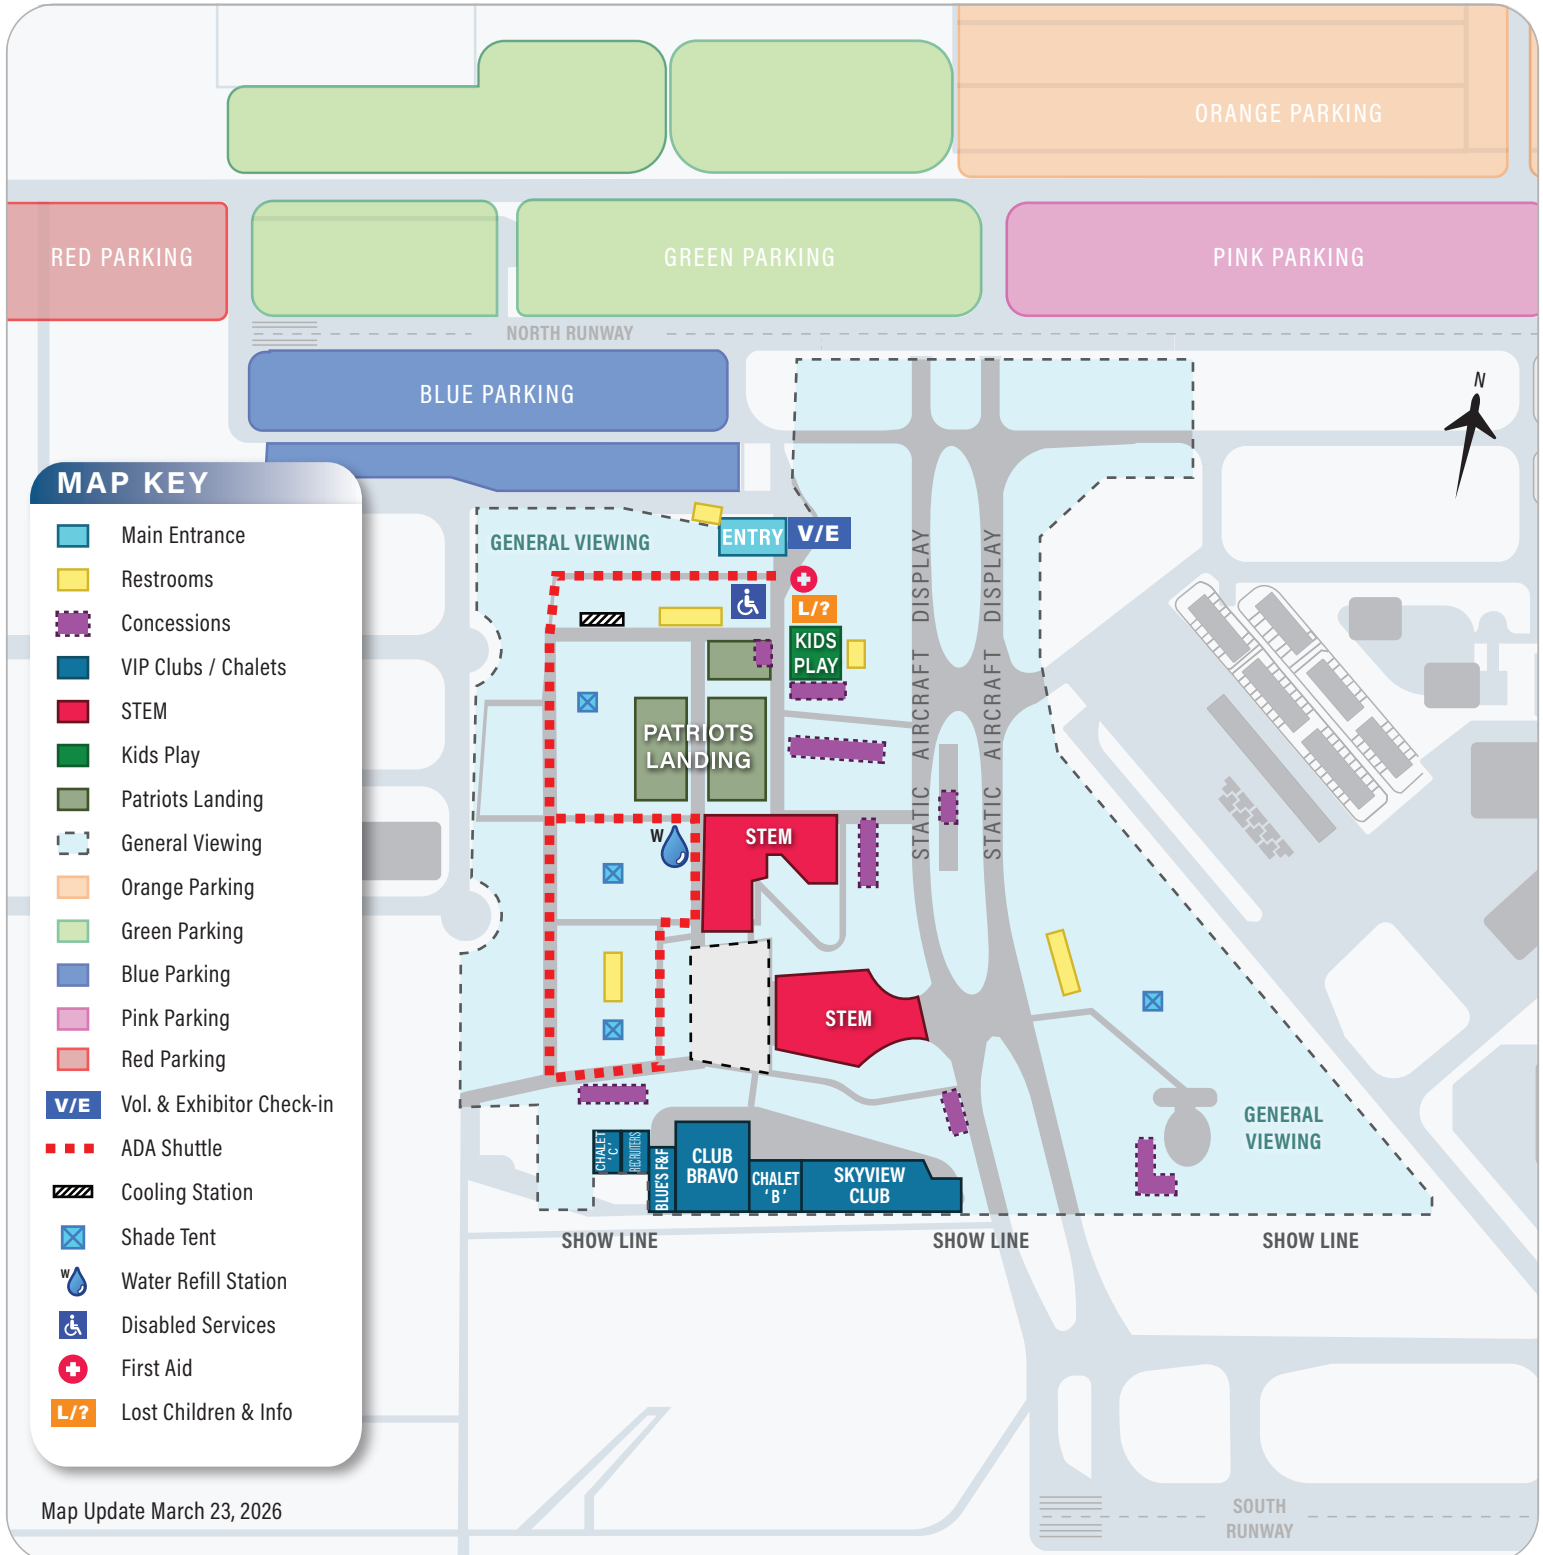 ORANGE PARKING
RED PARKING
GREEN PARKING
PINK PARKING
NORTH RUNWAY
BLUE PARKING
N
MAP KEY
Main Entrance
Restrooms
Concessions
VIP Clubs / Chalets
STEM
Kids Play
Patriots Landing
General Viewing
Orange Parking
Green Parking
Blue Parking
Pink Parking
Red Parking
V/E Vol. & Exhibitor Check-in
ADA Shuttle
Cooling Station
Shade Tent
W Water Refill Station
Disabled Services
First Aid
L/? Lost Children & Info
Map Update March 23, 2026
GENERAL VIEWING
ENTRY
V/E
L/?
KIDS
PLAY
PATRIOTS
LANDING
STATIC AIRCRAFT DISPLAY
STATIC AIRCRAFT DISPLAY
W
STEM
STEM
GENERAL
VIEWING
CHALET
'C'
RECRUITERS
BLUE'S F&F
CLUB
BRAVO
CHALET
'B'
SKYVIEW
CLUB
SHOW LINE
SHOW LINE
SHOW LINE
SOUTH
RUNWAY